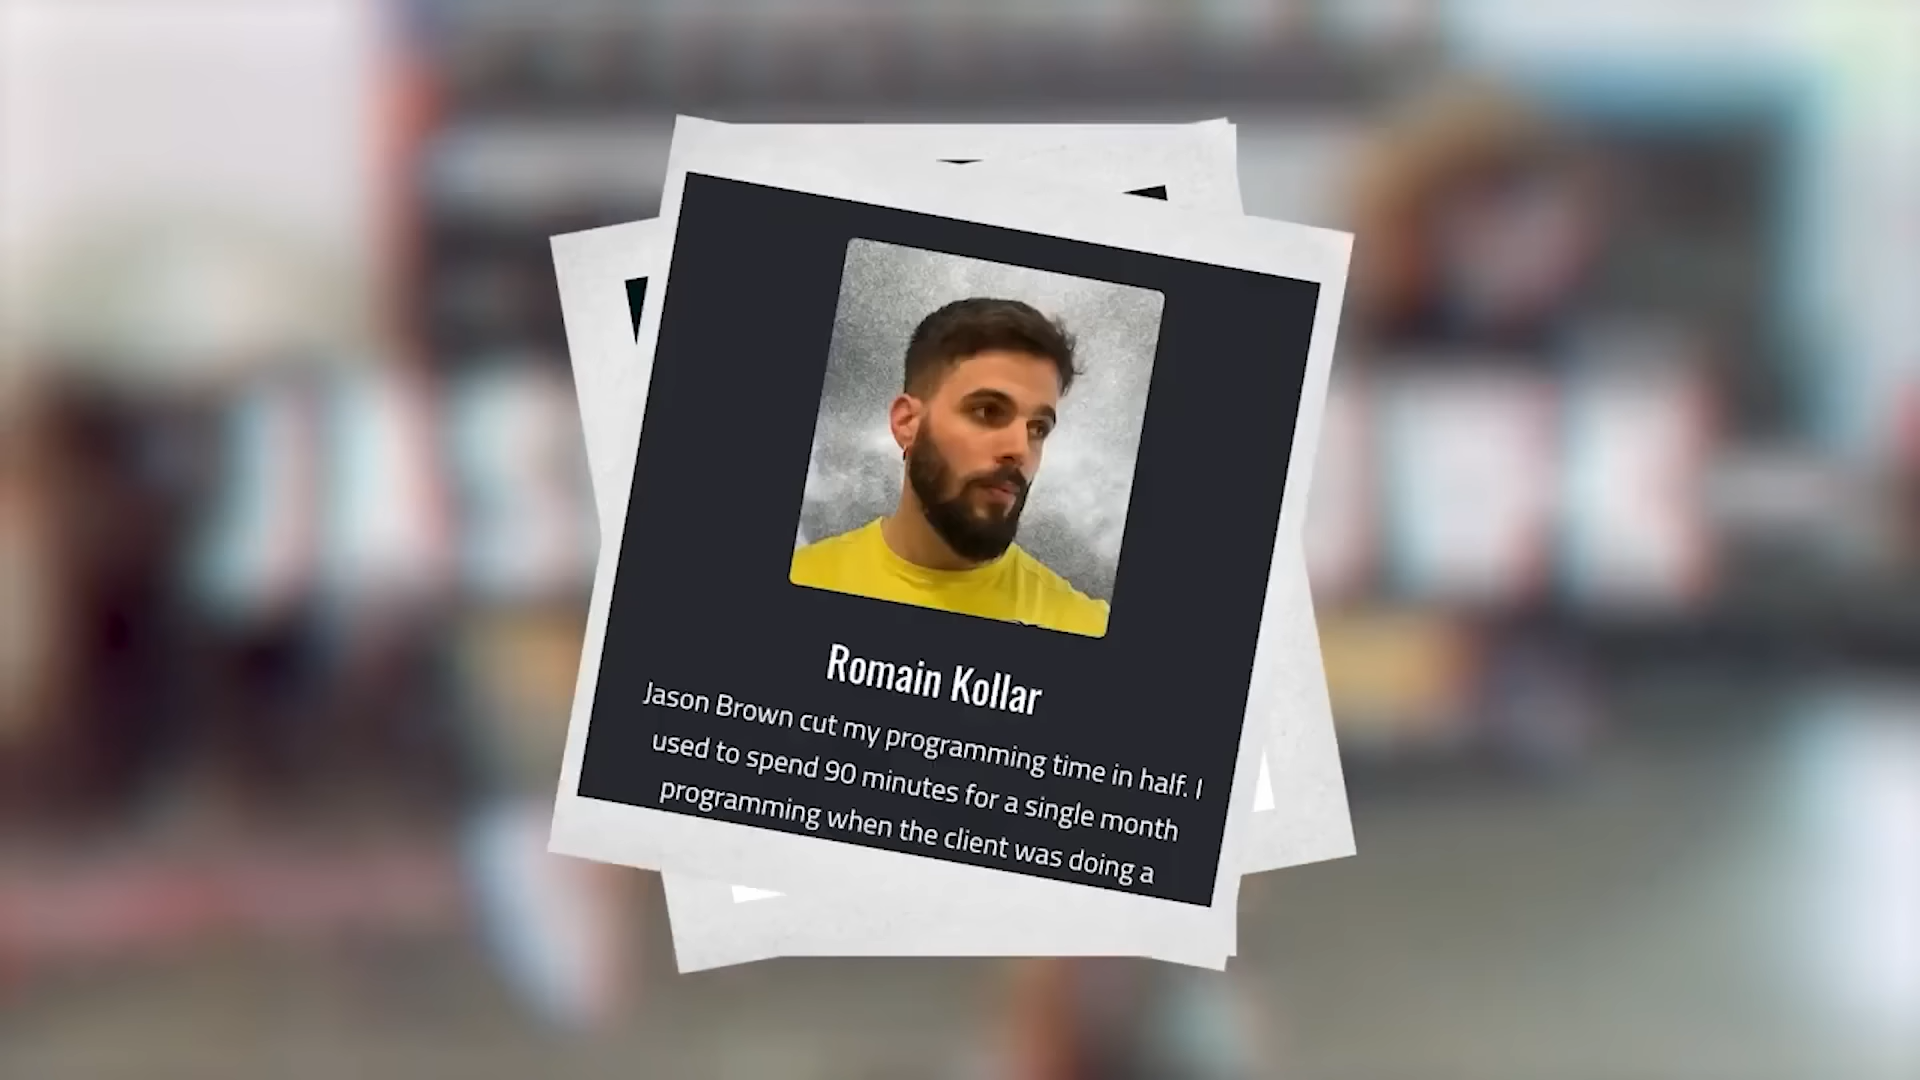 Romain Kollar
Jason Brown cut my programming time in half. I
used to spend 90 minutes for a single month
programming when the client was doing a